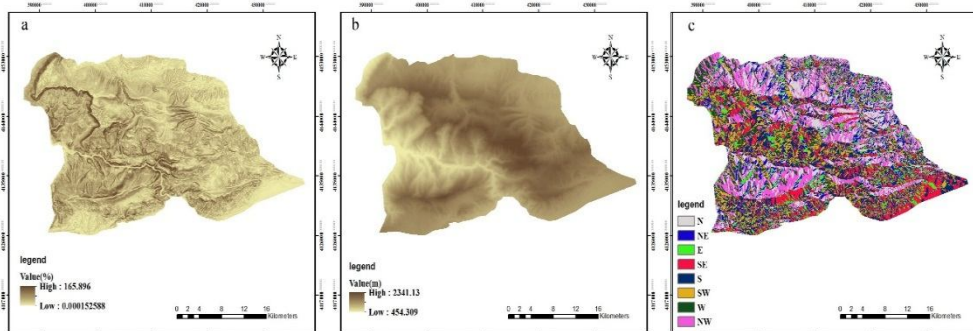 a
N
W E
S
legend
Value(%)
High : 165.896
Low : 0.000152588
0 2 4 8 12 16
Kilometers
b
N
W E
S
legend
Value(m)
High : 2341.13
Low : 454.309
0 2 4 8 12 16
Kilometers
c
N
W E
S
legend
N
NE
E
SE
S
SW
W
NW
0 2 4 8 12 16
Kilometers